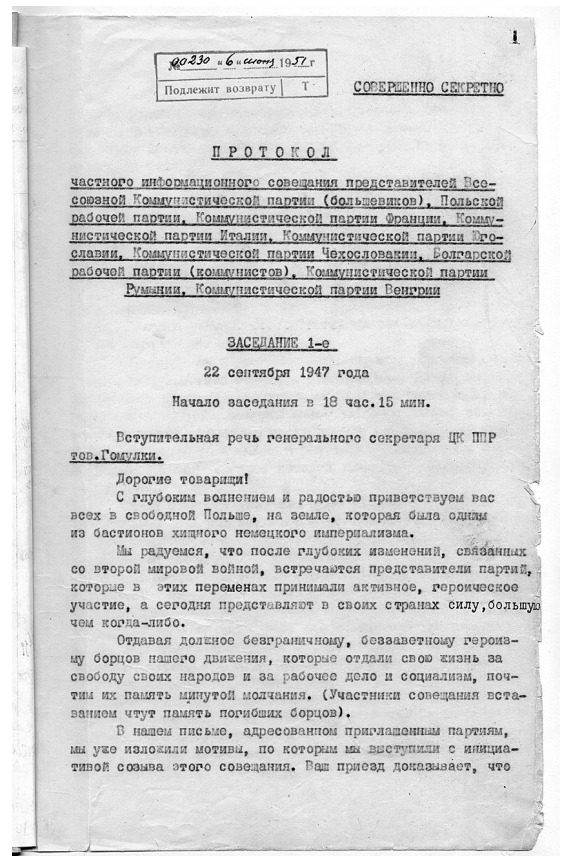 1
№ 00230 "6" июня 1951 г
Подлежит возврату Т
СОВЕРШЕННО СЕКРЕТНО
ПРОТОКОЛ
частного информационного совещания представителей Все-
союзной Коммунистической партии (большевиков), Польской
рабочей партии, Коммунистической партии Франции, Комму-
нистической партии Италии, Коммунистической партии Юго-
славии, Коммунистической партии Чехословакии, Болгарской
рабочей партии (коммунистов), Коммунистической партии
Румынии, Коммунистической партии Венгрии
ЗАСЕДАНИЕ 1-е
22 сентября 1947 года
Начало заседания в 18 час.15 мин.
Вступительная речь генерального секретаря ЦК ППР
тов.Гомулки.
Дорогие товарищи!
С глубоким волнением и радостью приветствуем вас
всех в свободной Польше, на земле, которая была одним
из бастионов хищного немецкого империализма.
Мы радуемся, что после глубоких изменений, связанных
со второй мировой войной, встречаются представители партий,
которые в этих переменах принимали активное, героическое
участие, а сегодня представляют в своих странах силу,большую
чем когда-либо.
Отдавая должное безграничному, беззаветному героиз-
му борцов нашего движения, которые отдали свою жизнь за
свободу своих народов и за рабочее дело и социализм, поч-
тим их память минутой молчания. (Участники совещания вста-
ванием чтут память погибших борцов).
В нашем письме, адресованном приглашенным партиям,
мы уже изложили мотивы, по которым мы выступили с инициа-
тивой созыва этого совещания. Ваш приезд доказывает, что